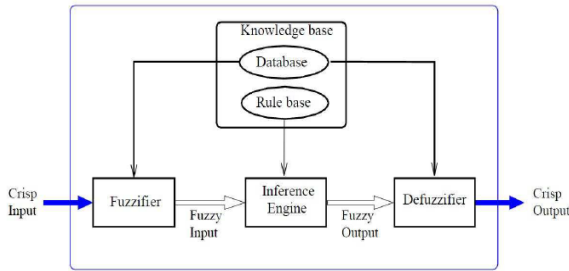 Knowledge base
Database
Rule base
Crisp
Input
Fuzzifier
Fuzzy
Input
Inference
Engine
Fuzzy
Output
Defuzzifier
Crisp
Output